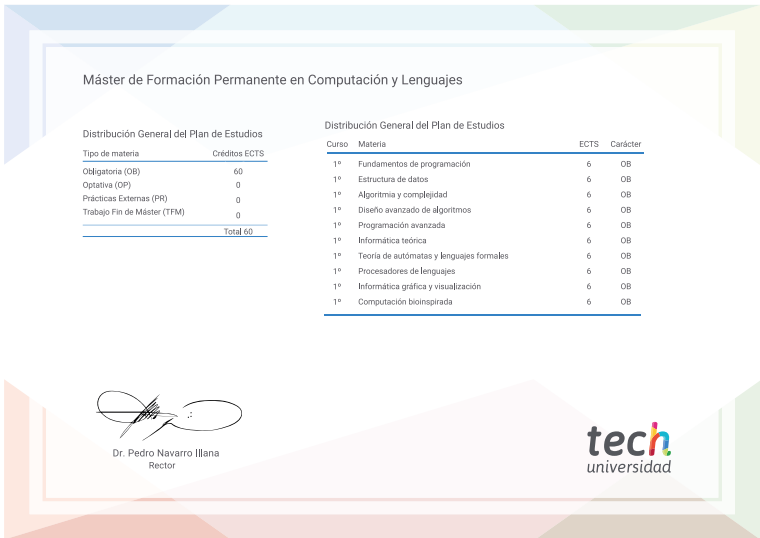 Máster de Formación Permanente en Computación y Lenguajes
Distribución General del Plan de Estudios
Tipo de materia Créditos ECTS
Obligatoria (OB) 60
Optativa (OP) 0
Prácticas Externas (PR) 0
Trabajo Fin de Máster (TFM) 0
Total 60
Distribución General del Plan de Estudios
Curso Materia ECTS Carácter
1º Fundamentos de programación 6 OB
1º Estructura de datos 6 OB
1º Algoritmia y complejidad 6 OB
1º Diseño avanzado de algoritmos 6 OB
1º Programación avanzada 6 OB
1º Informática teórica 6 OB
1º Teoría de autómatas y lenguajes formales 6 OB
1º Procesadores de lenguajes 6 OB
1º Informática gráfica y visualización 6 OB
1º Computación bioinspirada 6 OB
Dr. Pedro Navarro Illana
Rector
tech
universidad